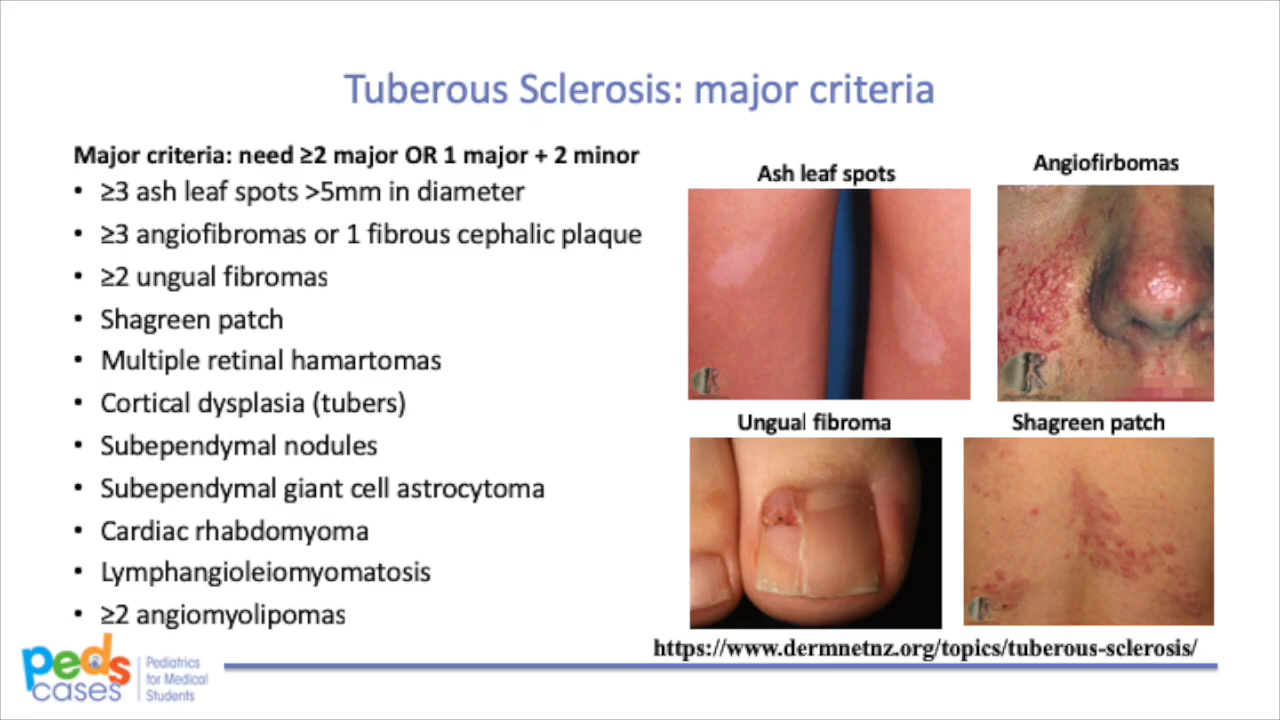 Tuberous Sclerosis: major criteria
Major criteria: need ≥2 major OR 1 major + 2 minor
• ≥3 ash leaf spots >5mm in diameter
• ≥3 angiofibromas or 1 fibrous cephalic plaque
• ≥2 ungual fibromas
• Shagreen patch
• Multiple retinal hamartomas
• Cortical dysplasia (tubers)
• Subependymal nodules
• Subependymal giant cell astrocytoma
• Cardiac rhabdomyoma
• Lymphangioleiomyomatosis
• ≥2 angiomyolipomas
Ash leaf spots
Angiofirbomas
Ungual fibroma
Shagreen patch
https://www.dermnetnz.org/topics/tuberous-sclerosis/
peds
cases
Pediatrics
for Medical
Students